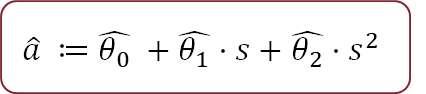 â := θ̂₀ + θ̂₁ · s + θ̂₂ · s²